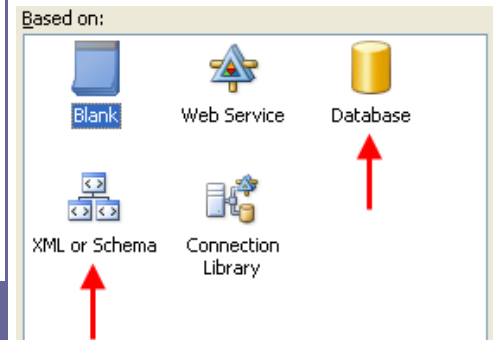 Based on:
Blank
Web Service
Database
XML or Schema
Connection
Library